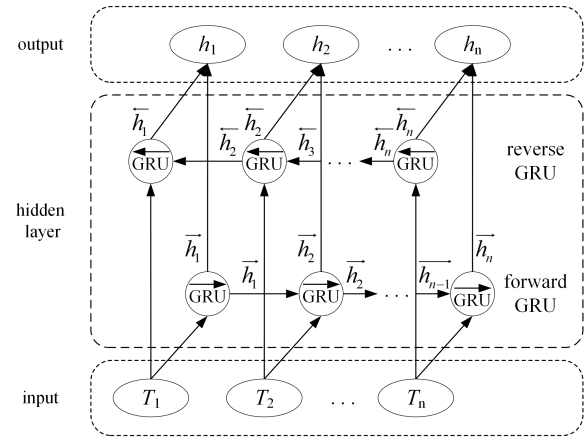 output h₁ h₂ . . . hₙ
←h₁ ←h₂ ←hₙ
←h₂ ←h₃ ←hₙ
GRU GRU . . . GRU
reverse
GRU
hidden
layer
→h₁ →h₂ →hₙ
→h₁ →h₂ →hₙ₋₁
GRU GRU . . . GRU
forward
GRU
input T₁ T₂ . . . Tₙ